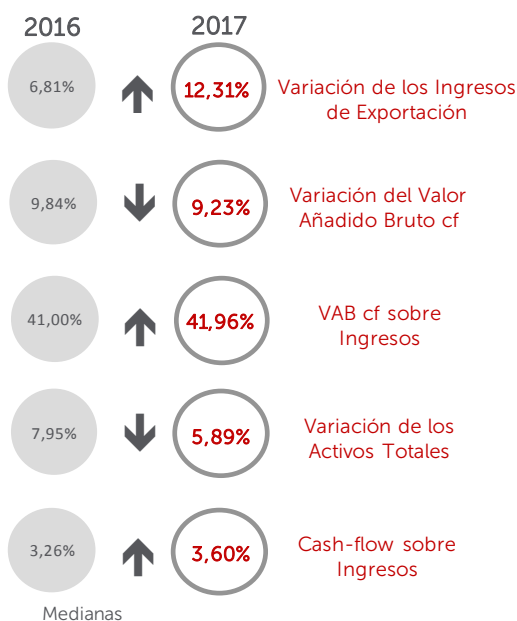 2016
2017
6,81%
12,31%
Variación de los Ingresos
de Exportación
9,84%
9,23%
Variación del Valor
Añadido Bruto cf
41,00%
41,96%
VAB cf sobre
Ingresos
7,95%
5,89%
Variación de los
Activos Totales
3,26%
3,60%
Cash-flow sobre
Ingresos
Medianas